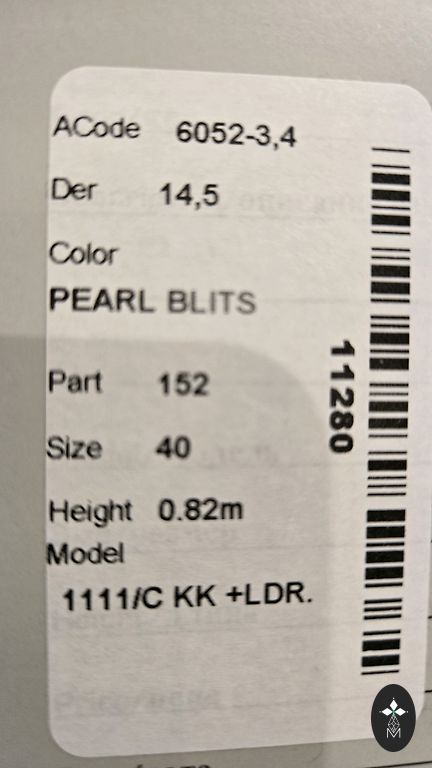 ACode 6052-3,4
Der 14,5
Color
PEARL BLITS
Part 152
Size 40
Height 0.82m
Model
1111/C KK +LDR.
11280
M